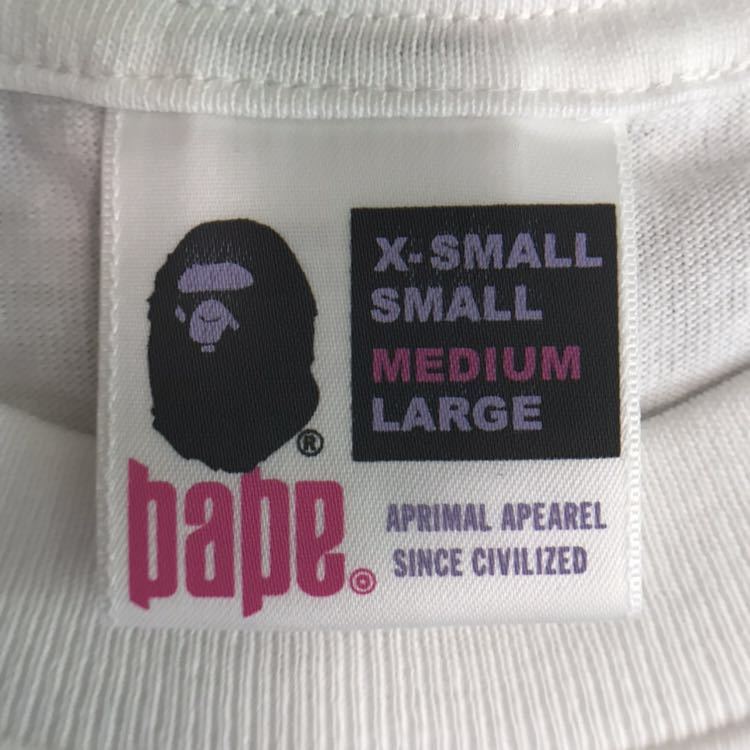 X-SMALL
SMALL
MEDIUM
LARGE
®
bape®
APRIMAL APEAREL
SINCE CIVILIZED